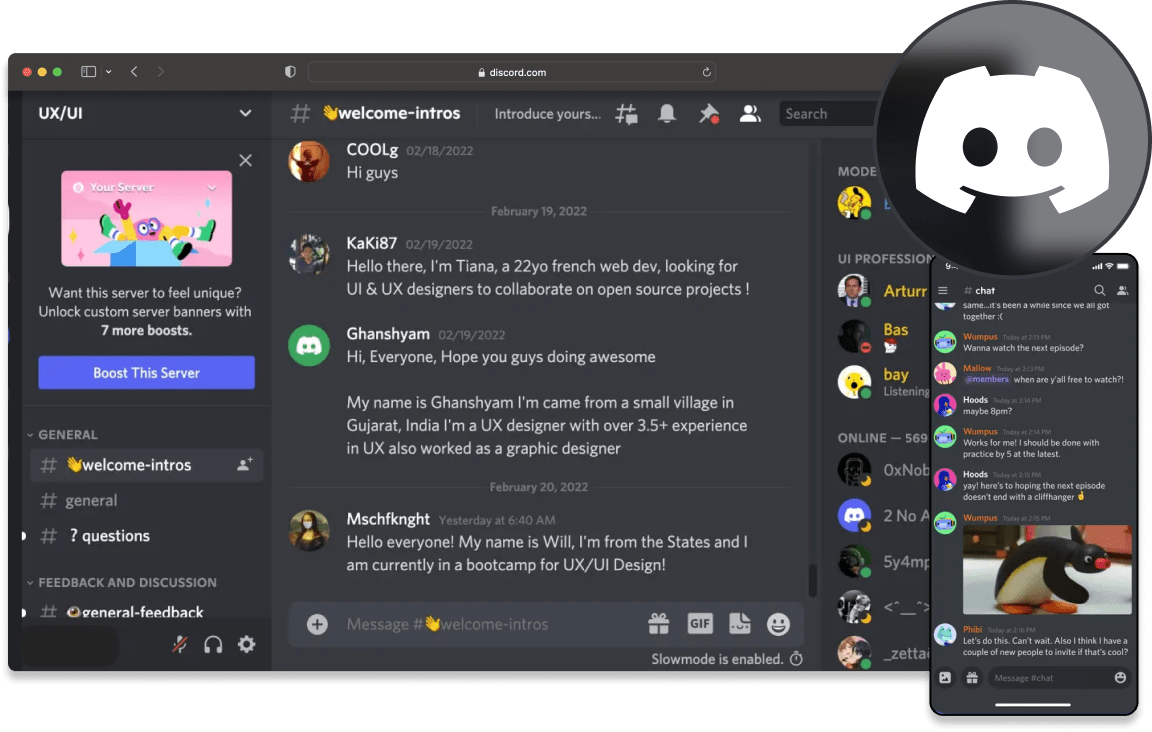 discord.com
UX/UI
Your Server
Want this server to feel unique?
Unlock custom server banners with
7 more boosts.
Boost This Server
GENERAL
# 👋welcome-intros
# general
# ? questions
FEEDBACK AND DISCUSSION
# 👁general-feedback
# 👋welcome-intros
Introduce yours...
Search
COOLg 02/18/2022
Hi guys
February 19, 2022
KaKi87 02/19/2022
Hello there, I'm Tiana, a 22yo french web dev, looking for
UI & UX designers to collaborate on open source projects !
Ghanshyam 02/19/2022
Hi, Everyone, Hope you guys doing awesome
My name is Ghanshyam I'm came from a small village in
Gujarat, India I'm a UX designer with over 3.5+ experience
in UX also worked as a graphic designer
February 20, 2022
Mschfknght Yesterday at 6:40 AM
Hello everyone! My name is Will, I'm from the States and I
am currently in a bootcamp for UX/UI Design!
Message #👋welcome-intros
GIF
Slowmode is enabled.
MODE
UI PROFESSION
Arturr
Bas
bay
Listening
ONLINE — 569
0xNob
2 No A
5y4mp
<^__^>
_zetta
# chat
same...it's been a while since we all got
together :(
Wumpus Today at 2:13 PM
Wanna watch the next episode?
Mallow Today at 2:13 PM
@members when are y'all free to watch?!
Hoods Today at 2:14 PM
maybe 8pm?
Wumpus Today at 2:14 PM
Works for me! I should be done with
practice by 5 at the latest.
Hoods Today at 2:15 PM
yay! here's to hoping the next episode
doesn't end with a cliffhanger 🤞
Wumpus Today at 2:15 PM
Phibi Today at 2:16 PM
Let's do this. Can't wait. Also I think I have a
couple of new people to invite if that's cool?
Message #chat